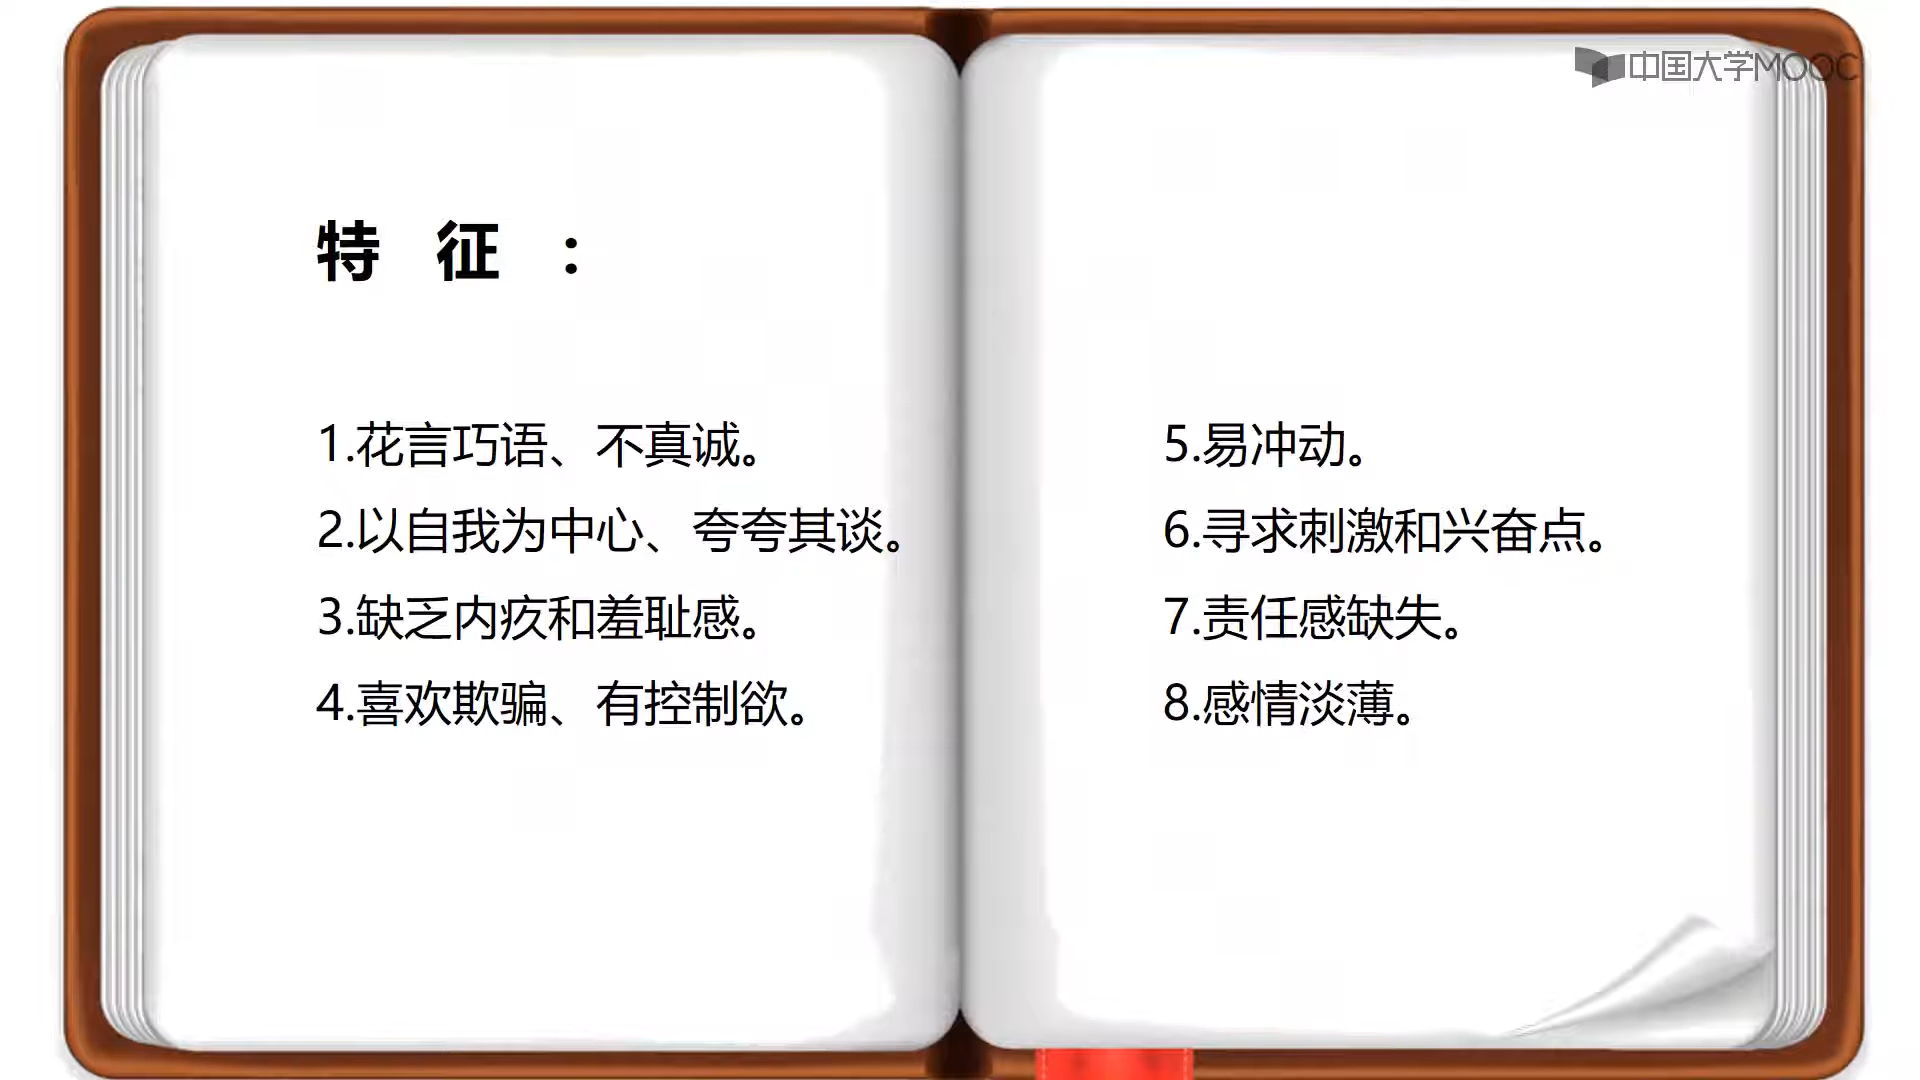 中国大学MOOC
特 征 ：
1.花言巧语、不真诚。
2.以自我为中心、夸夸其谈。
3.缺乏内疚和羞耻感。
4.喜欢欺骗、有控制欲。
5.易冲动。
6.寻求刺激和兴奋点。
7.责任感缺失。
8.感情淡薄。